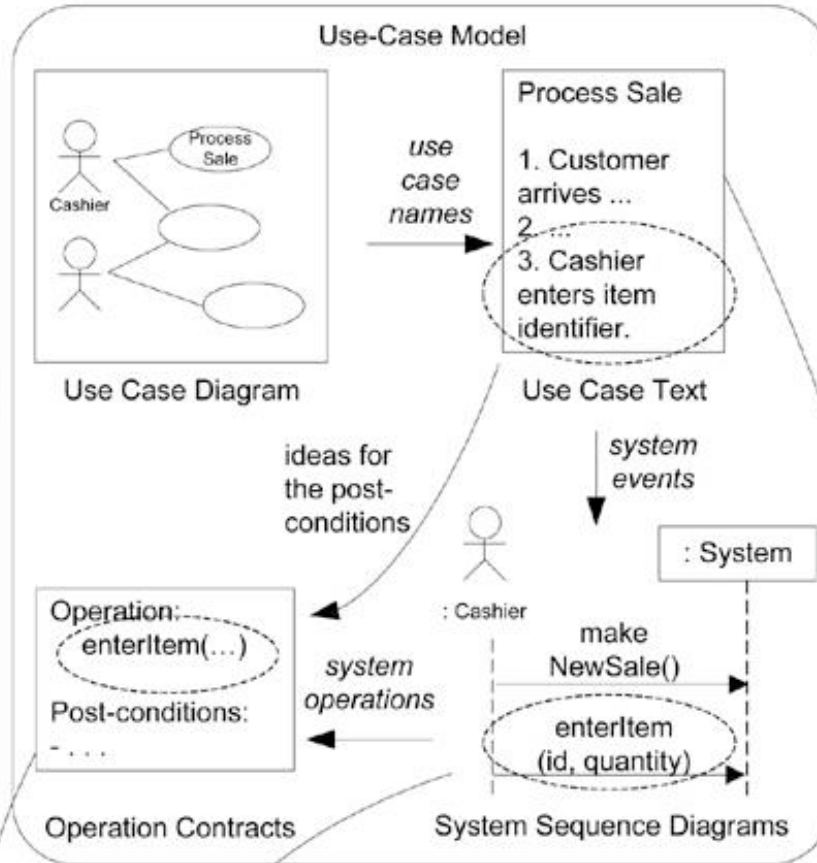 Use-Case Model
Process
Sale
Cashier
Use Case Diagram
use
case
names
Process Sale
1. Customer
arrives ...
2. ...
3. Cashier
enters item
identifier.
Use Case Text
ideas for
the post-
conditions
system
events
: Cashier
: System
make
NewSale()
enterItem
(id, quantity)
System Sequence Diagrams
system
operations
Operation:
enterItem(...)
Post-conditions:
- . . .
Operation Contracts